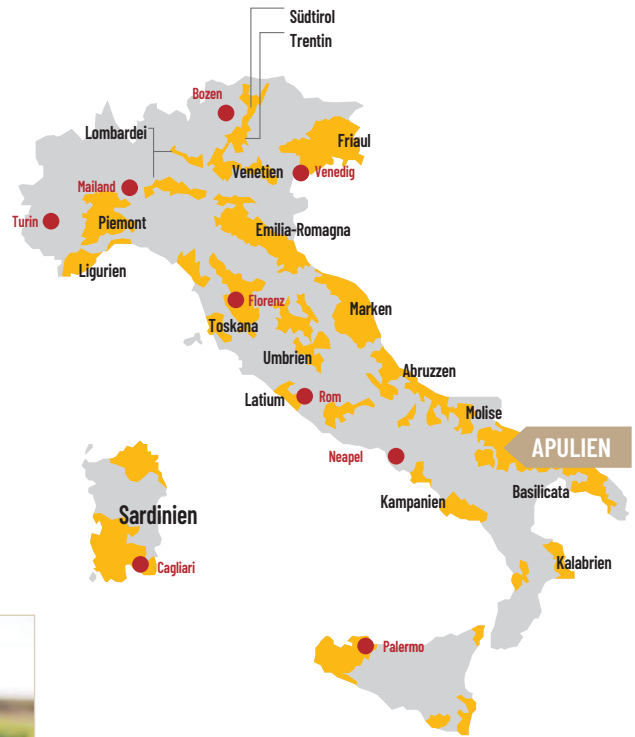 Südtirol
Trentin
Bozen
Lombardei
Friaul
Venetien
Venedig
Mailand
Turin
Piemont
Emilia-Romagna
Ligurien
Florenz
Marken
Toskana
Umbrien
Abruzzen
Latium
Rom
Molise
APULIEN
Neapel
Basilicata
Kampanien
Sardinien
Kalabrien
Cagliari
Palermo